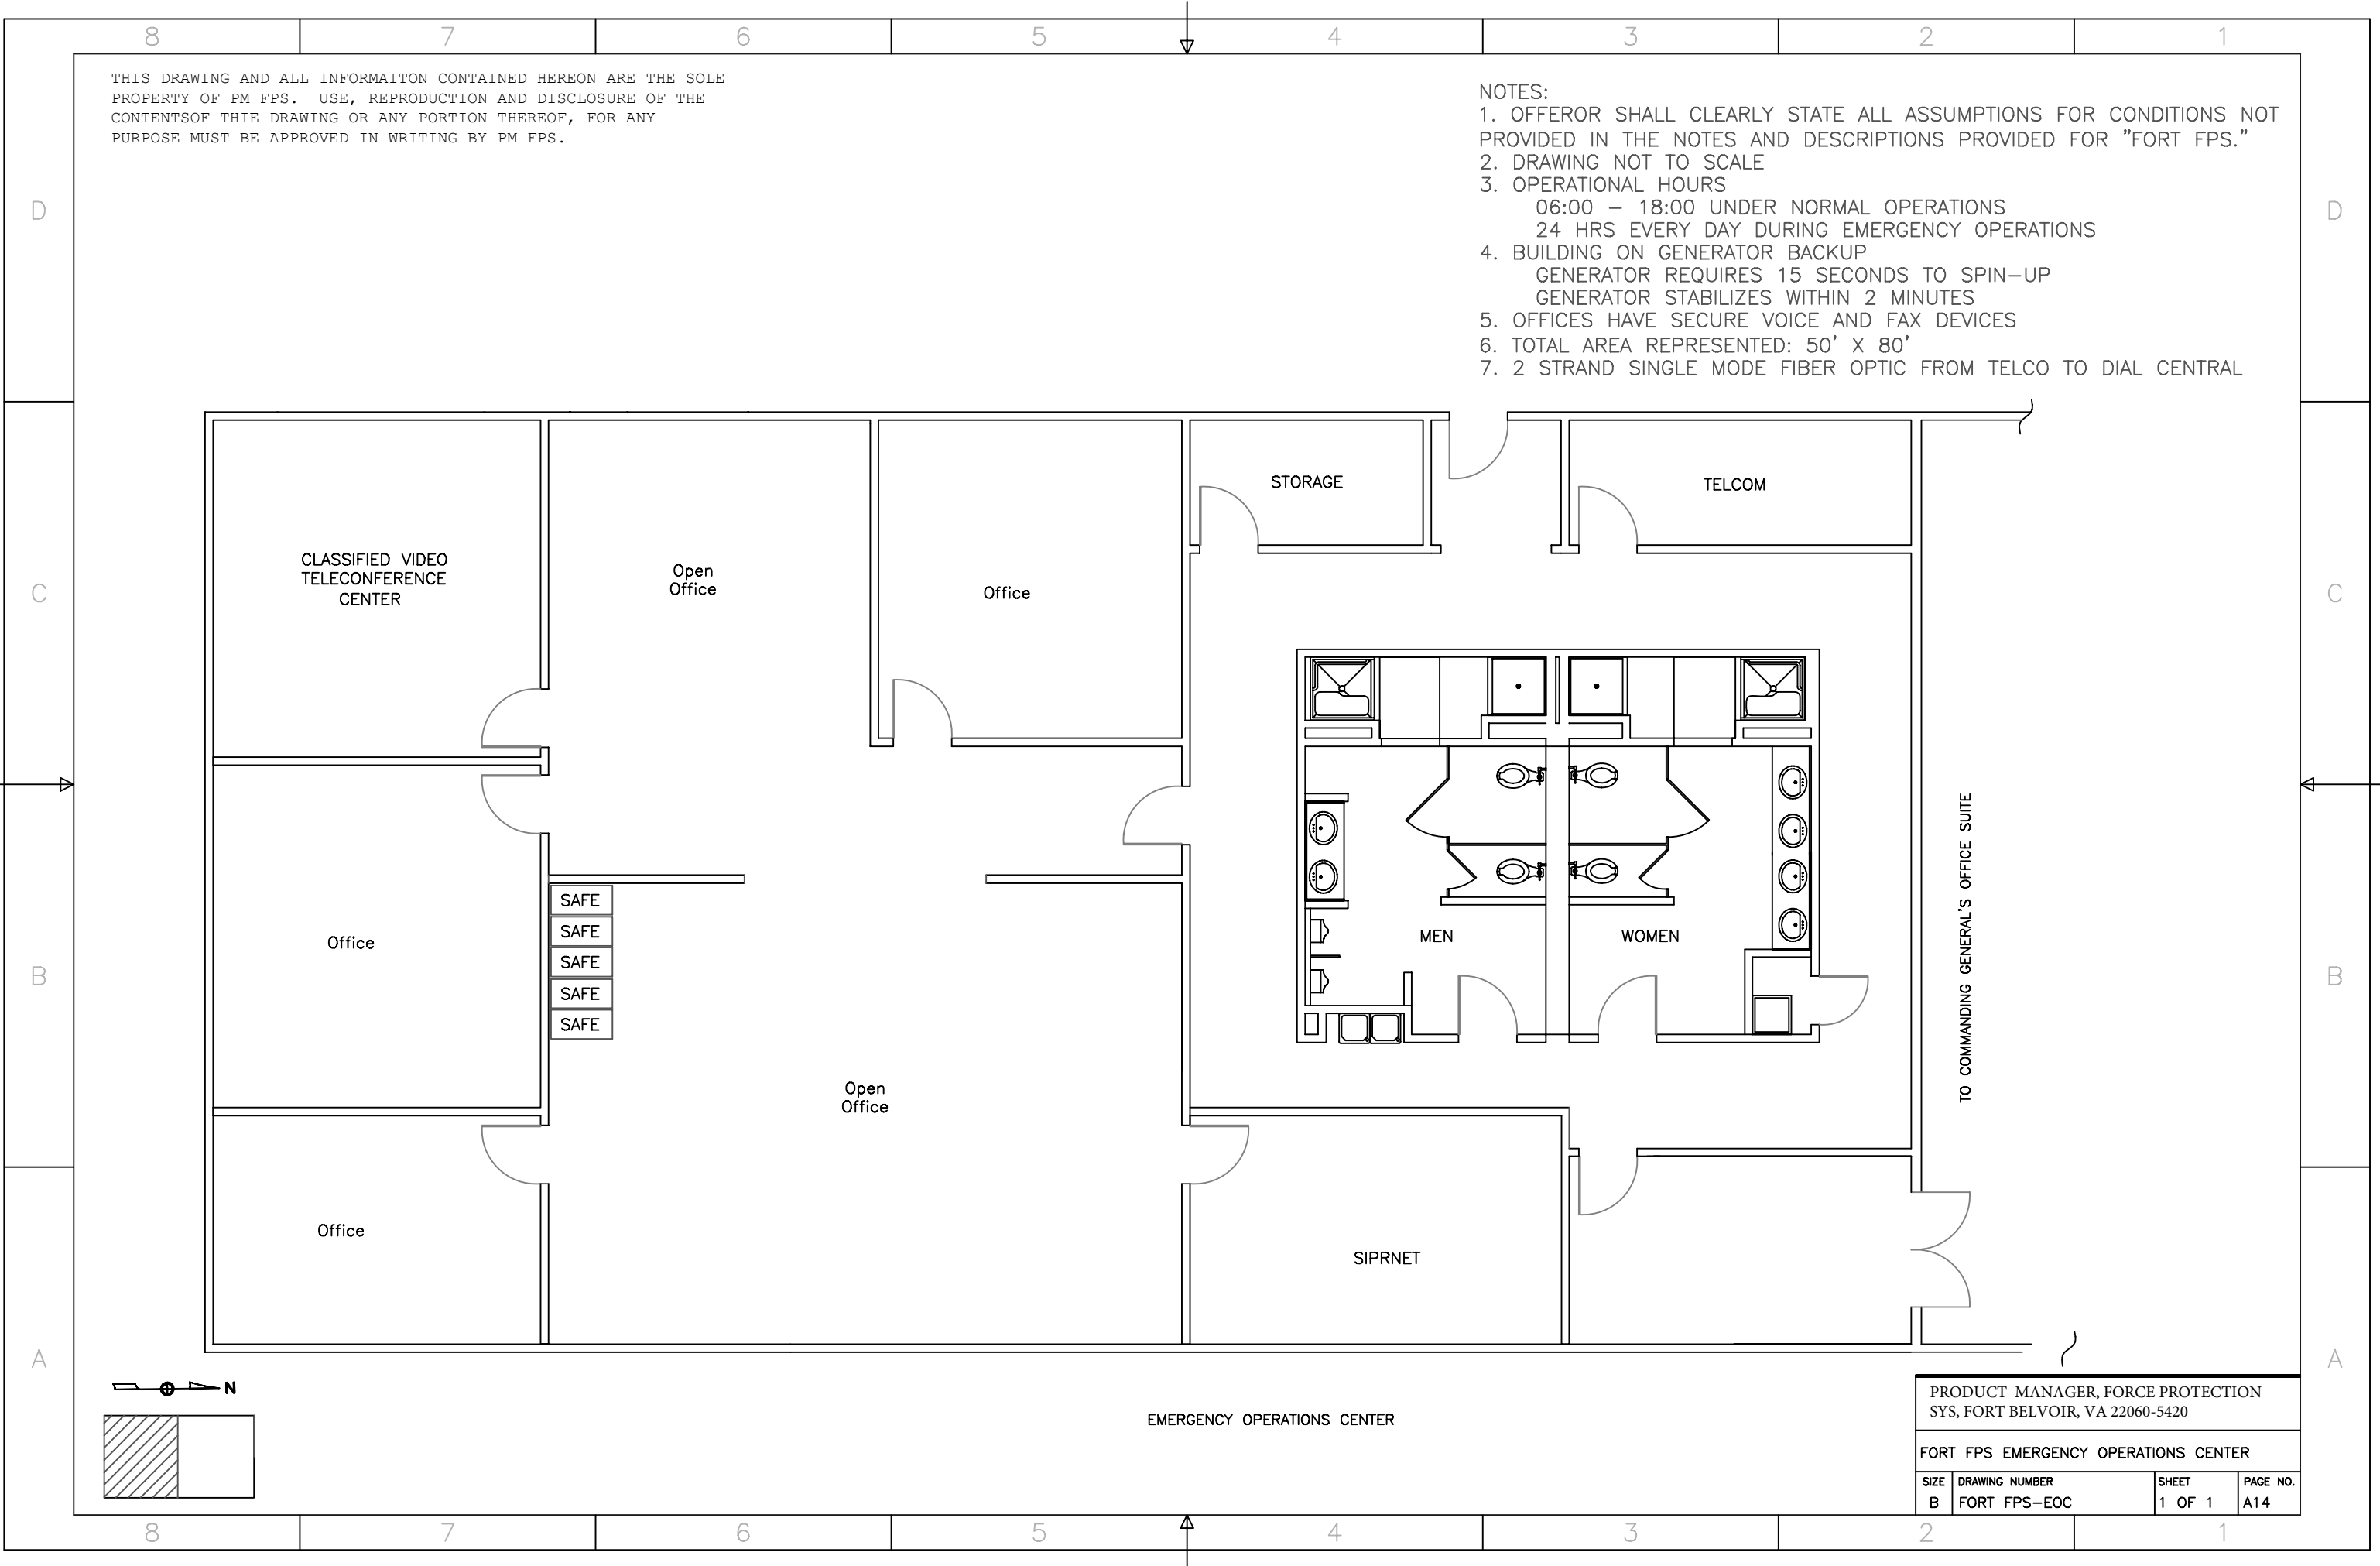 8 7 6 5 4 3 2 1
THIS DRAWING AND ALL INFORMAITON CONTAINED HEREON ARE THE SOLE
PROPERTY OF PM FPS. USE, REPRODUCTION AND DISCLOSURE OF THE
CONTENTSOF THIE DRAWING OR ANY PORTION THEREOF, FOR ANY
PURPOSE MUST BE APPROVED IN WRITING BY PM FPS.
NOTES:
1. OFFEROR SHALL CLEARLY STATE ALL ASSUMPTIONS FOR CONDITIONS NOT
PROVIDED IN THE NOTES AND DESCRIPTIONS PROVIDED FOR "FORT FPS."
2. DRAWING NOT TO SCALE
3. OPERATIONAL HOURS
06:00 – 18:00 UNDER NORMAL OPERATIONS
24 HRS EVERY DAY DURING EMERGENCY OPERATIONS
4. BUILDING ON GENERATOR BACKUP
GENERATOR REQUIRES 15 SECONDS TO SPIN–UP
GENERATOR STABILIZES WITHIN 2 MINUTES
5. OFFICES HAVE SECURE VOICE AND FAX DEVICES
6. TOTAL AREA REPRESENTED: 50' X 80'
7. 2 STRAND SINGLE MODE FIBER OPTIC FROM TELCO TO DIAL CENTRAL
D D
STORAGE
TELCOM
CLASSIFIED VIDEO
TELECONFERENCE
CENTER
Open
Office
Office
C C
Office
SAFE
SAFE
SAFE
SAFE
SAFE
MEN
WOMEN
TO COMMANDING GENERAL'S OFFICE SUITE
B B
Open
Office
Office
SIPRNET
A A
N
EMERGENCY OPERATIONS CENTER
PRODUCT MANAGER, FORCE PROTECTION
SYS, FORT BELVOIR, VA 22060-5420
FORT FPS EMERGENCY OPERATIONS CENTER
SIZE DRAWING NUMBER SHEET PAGE NO.
B FORT FPS–EOC 1 OF 1 A14
8 7 6 5 4 3 2 1